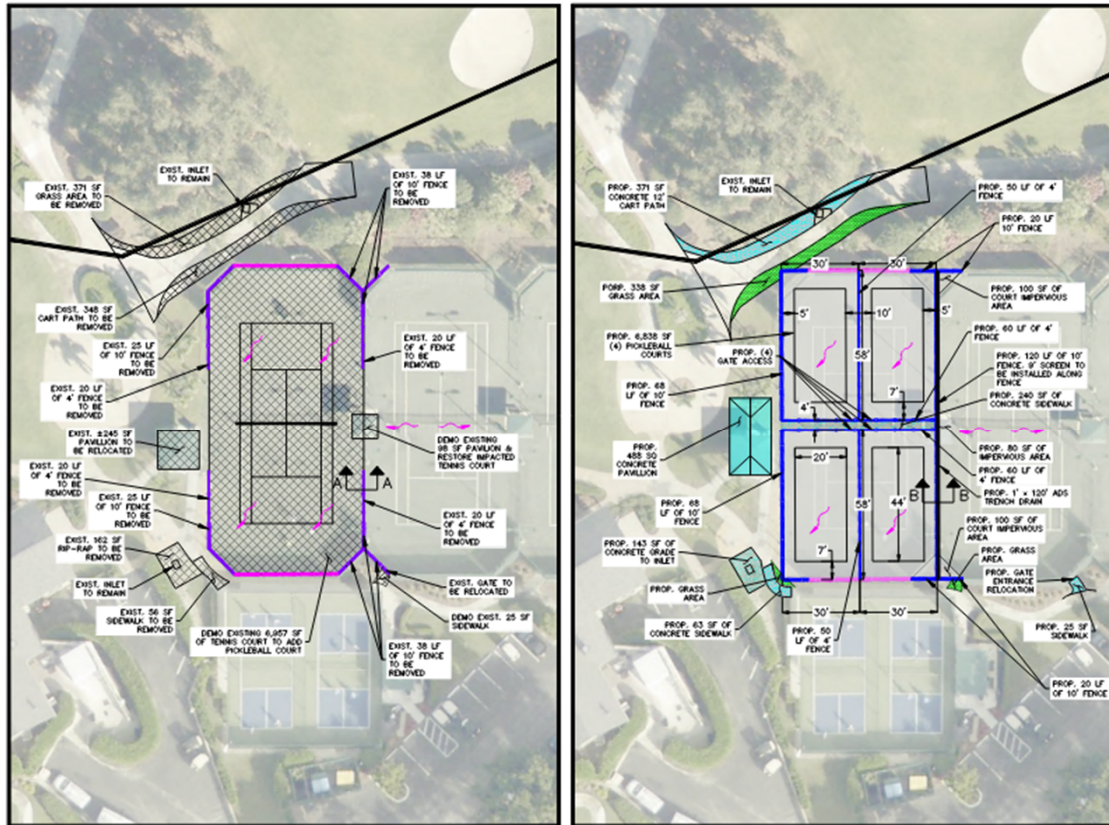 EXIST. 371 SF
GRASS AREA TO
BE REMOVED
EXIST. INLET
TO REMAIN
EXIST. 38 LF
OF 10' FENCE
TO BE
REMOVED
EXIST. 348 SF
CART PATH TO BE
REMOVED
EXIST. 25 LF
OF 10' FENCE
TO BE
REMOVED
EXIST. 20 LF
OF 4' FENCE
TO BE
REMOVED
EXIST. 20 LF
OF 4' FENCE
TO BE
REMOVED
EXIST. ±245 SF
PAVILLION TO
BE RELOCATED
DEMO EXISTING
98 SF PAVILION &
RESTORE IMPACTED
TENNIS COURT
EXIST. 20 LF
OF 4' FENCE
TO BE
REMOVED
A
A
EXIST. 25 LF
OF 10' FENCE
TO BE
REMOVED
EXIST. 20 LF
OF 4' FENCE
TO BE
REMOVED
EXIST. 162 SF
RIP-RAP TO BE
REMOVED
EXIST. INLET
TO REMAIN
EXIST. GATE TO
BE RELOCATED
EXIST. 56 SF
SIDEWALK TO BE
REMOVED
DEMO EXIST. 25 SF
SIDEWALK
DEMO EXISTING 6,957 SF
OF TENNIS COURT TO ADD
PICKLEBALL COURT
EXIST. 38 LF
OF 10' FENCE
TO BE
REMOVED
PROP. 371 SF
CONCRETE 12'
CART PATH
EXIST. INLET
TO REMAIN
PROP. 50 LF OF 4'
FENCE
PROP. 20 LF
10' FENCE
30'
30'
PORP. 338 SF
GRASS AREA
PROP. 100 SF OF
COURT IMPERVIOUS
AREA
5'
10'
5'
PROP. 6,838 SF
(4) PICKLEBALL
COURTS
PROP. (4)
GATE ACCESS
58'
PROP. 60 LF OF 4'
FENCE
PROP. 120 LF OF 10'
FENCE. 9' SCREEN TO
BE INSTALLED ALONG
FENCE
PROP. 68
LF OF 10'
FENCE
7'
4'
PROP. 240 SF OF
CONCRETE SIDEWALK
PROP.
488 SQ
CONCRETE
PAVILLION
PROP. 80 SF OF
IMPERVIOUS AREA
20'
PROP. 60 LF OF
4' FENCE
PROP. 1' x 120' ADS
TRENCH DRAIN
B
B
PROP. 68
LF OF 10'
FENCE
58'
44'
PROP. 100 SF OF
COURT IMPERVIOUS
AREA
PROP. 143 SF OF
CONCRETE GRADE
TO INLET
7'
PROP. GRASS
AREA
PROP. GATE
ENTRANCE
RELOCATION
PROP. GRASS
AREA
30'
30'
PROP. 63 SF OF
CONCRETE SIDEWALK
PROP. 50
LF OF 4'
FENCE
PROP. 25 SF
SIDEWALK
PROP. 20 LF
OF 10' FENCE